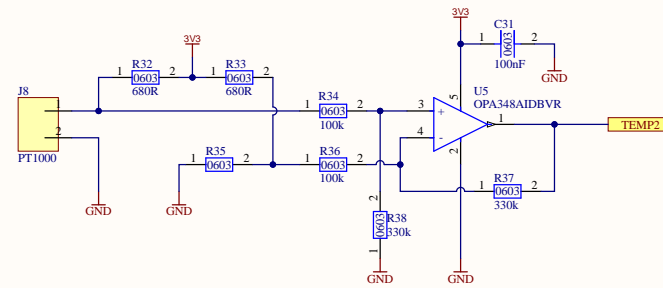 3V3
C31
1 0603 2
100nF
GND
3V3
R32
1 0603 2
680R
R33
1 0603 2
680R
J8
1
2
PT1000
GND
R34
1 0603 2
100k
U5
OPA348AIDBVR
5
3 +
4 -
1
2
TEMP2
R35
1 0603 2
GND
R36
1 0603 2
100k
R37
1 0603 2
330k
2
R38
0603
330k
1
GND
GND